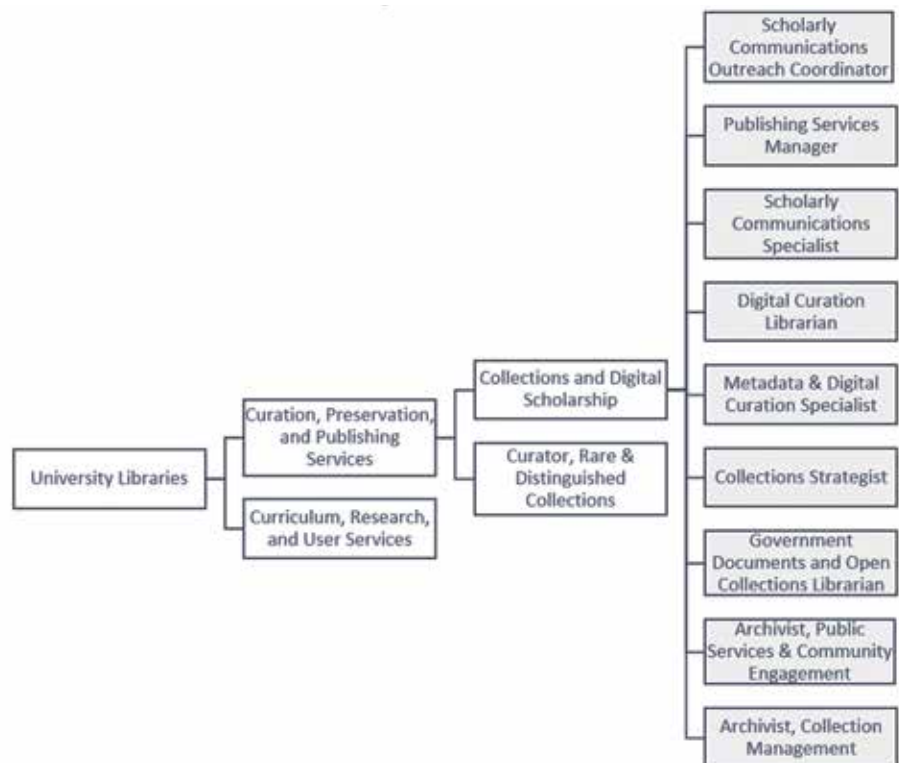 University Libraries
Curation, Preservation,
and Publishing
Services
Curriculum, Research,
and User Services
Collections and Digital
Scholarship
Curator, Rare &
Distinguished
Collections
Scholarly
Communications
Outreach Coordinator
Publishing Services
Manager
Scholarly
Communications
Specialist
Digital Curation
Librarian
Metadata & Digital
Curation Specialist
Collections Strategist
Government
Documents and Open
Collections Librarian
Archivist, Public
Services & Community
Engagement
Archivist, Collection
Management